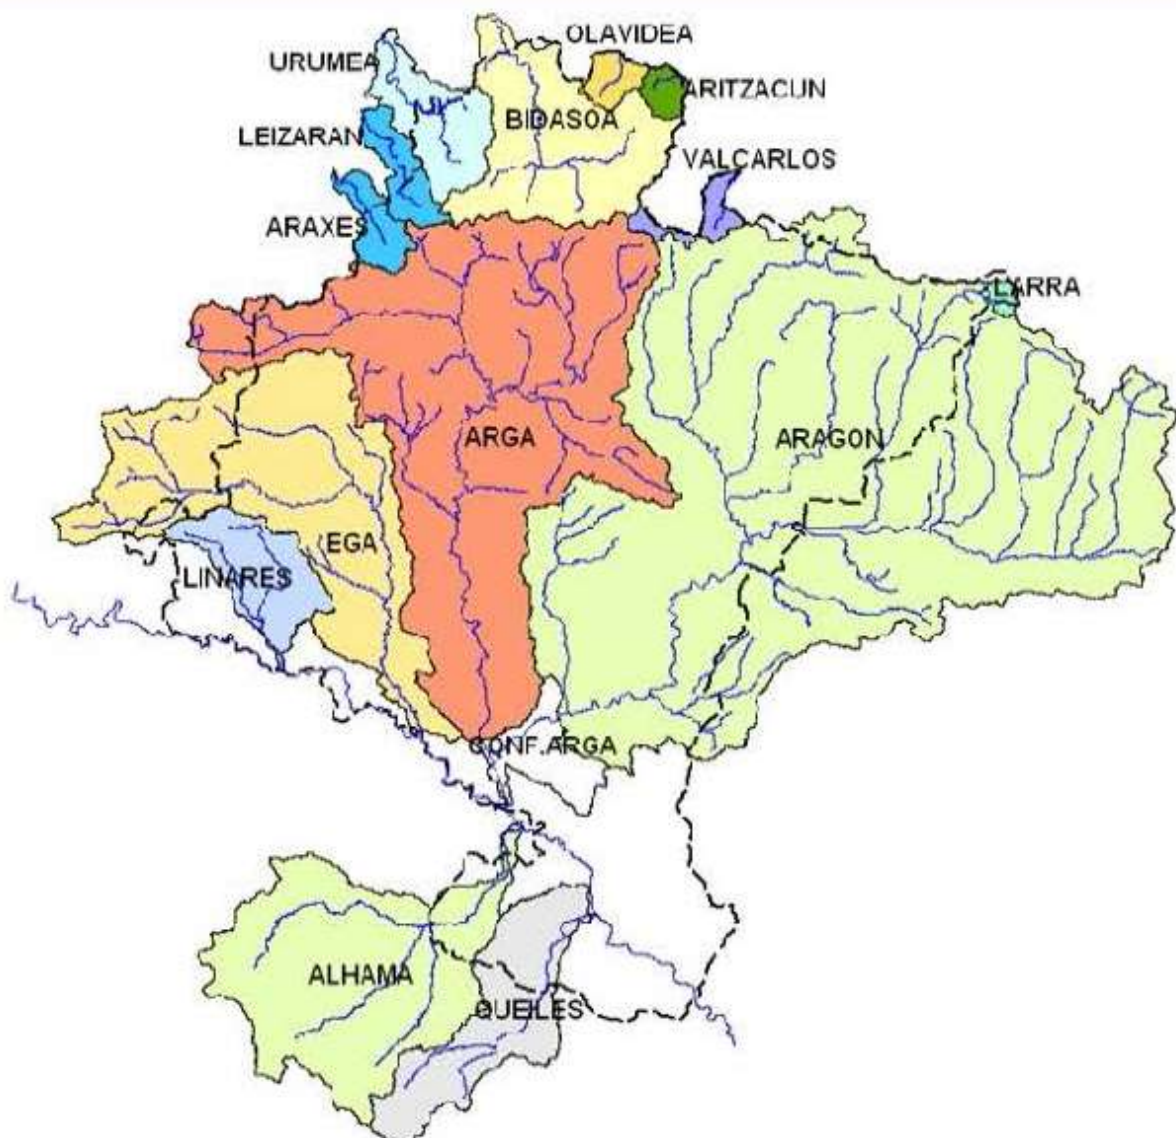 OLAVIDEA
URUMEA
ARITZACUN
BIDASOA
LEIZARAN
VALCARLOS
ARAXES
LARRA
ARGA
ARAGON
EGA
LINARES
CONF.ARGA
ALHAMA
QUEILES